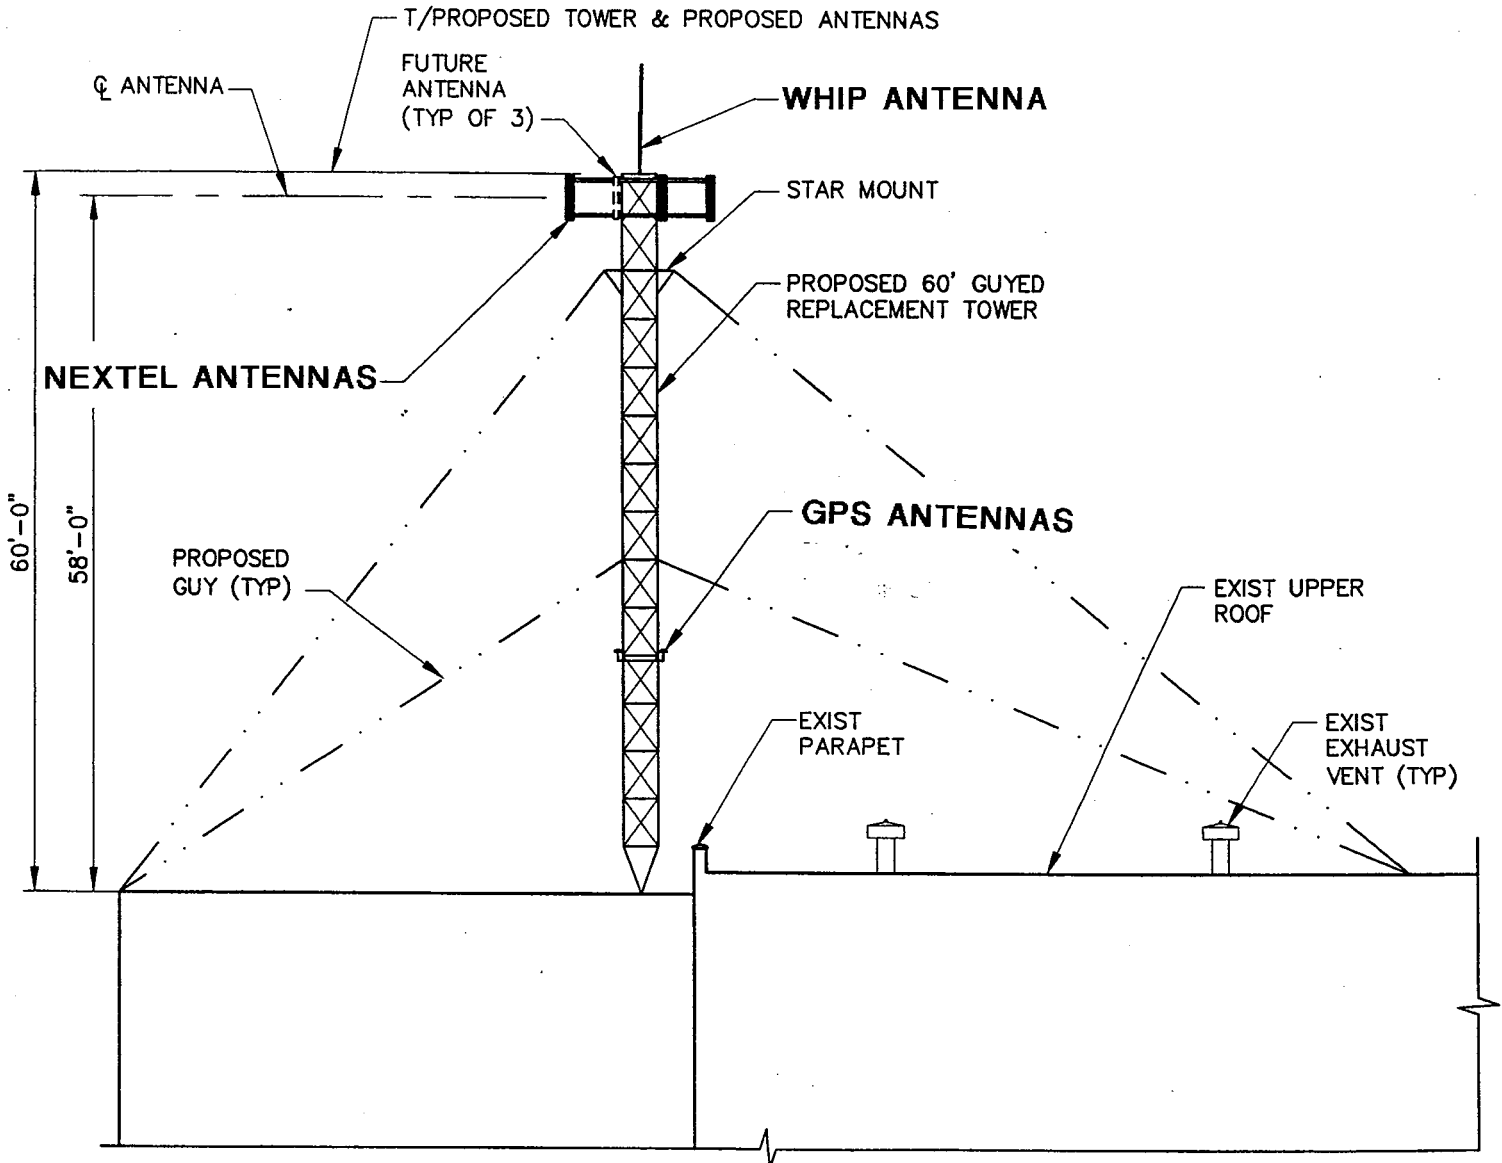 T/PROPOSED TOWER & PROPOSED ANTENNAS
FUTURE
ANTENNA
(TYP OF 3)
℄ ANTENNA
WHIP ANTENNA
STAR MOUNT
PROPOSED 60' GUYED
REPLACEMENT TOWER
NEXTEL ANTENNAS
60'-0"
58'-0"
GPS ANTENNAS
PROPOSED
GUY (TYP)
EXIST UPPER
ROOF
EXIST
PARAPET
EXIST
EXHAUST
VENT (TYP)